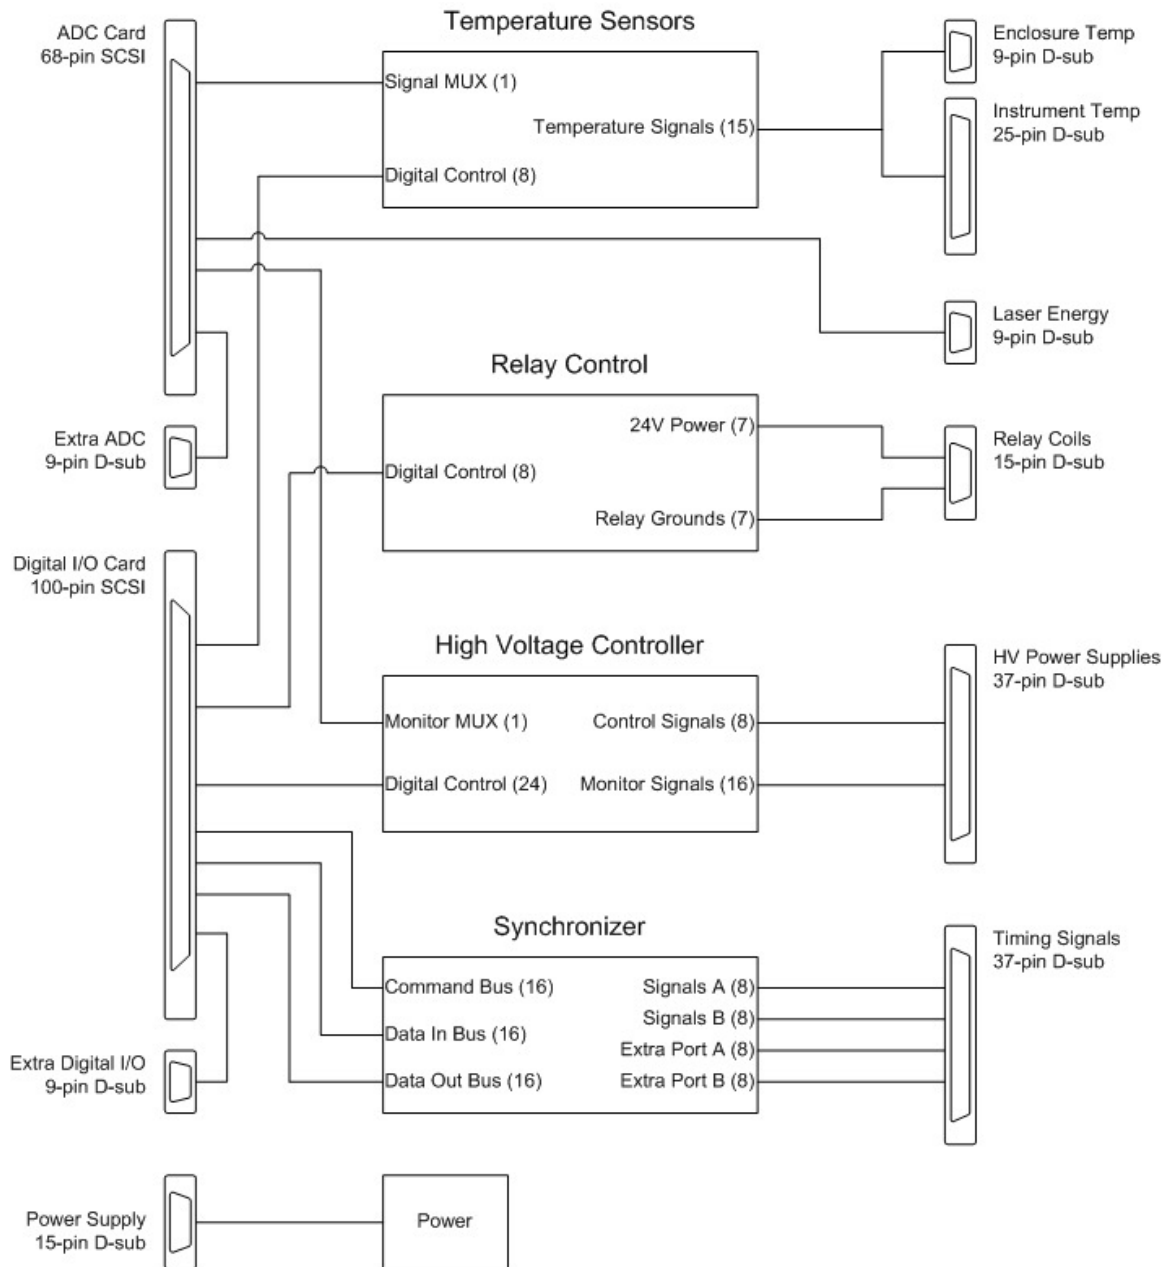 Temperature Sensors
ADC Card
68-pin SCSI
Signal MUX (1)
Temperature Signals (15)
Digital Control (8)
Enclosure Temp
9-pin D-sub
Instrument Temp
25-pin D-sub
Laser Energy
9-pin D-sub
Relay Control
Extra ADC
9-pin D-sub
24V Power (7)
Digital Control (8)
Relay Grounds (7)
Relay Coils
15-pin D-sub
Digital I/O Card
100-pin SCSI
High Voltage Controller
Monitor MUX (1)
Control Signals (8)
Digital Control (24)
Monitor Signals (16)
HV Power Supplies
37-pin D-sub
Synchronizer
Command Bus (16)
Signals A (8)
Signals B (8)
Data In Bus (16)
Extra Port A (8)
Data Out Bus (16)
Extra Port B (8)
Timing Signals
37-pin D-sub
Extra Digital I/O
9-pin D-sub
Power Supply
15-pin D-sub
Power